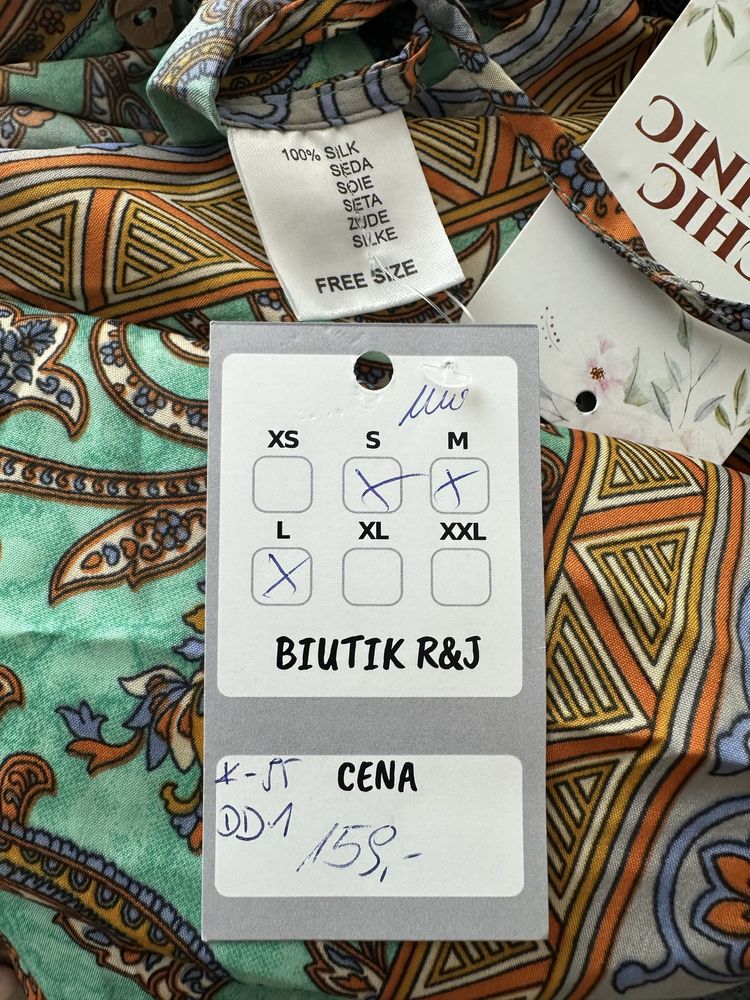 100% SILK
SEDA
SOIE
SETA
ZIJDE
SILKE
FREE SIZE
CHIC
XS S M
L XL XXL
BIUTIK R&J
CENA
DD1
159,-